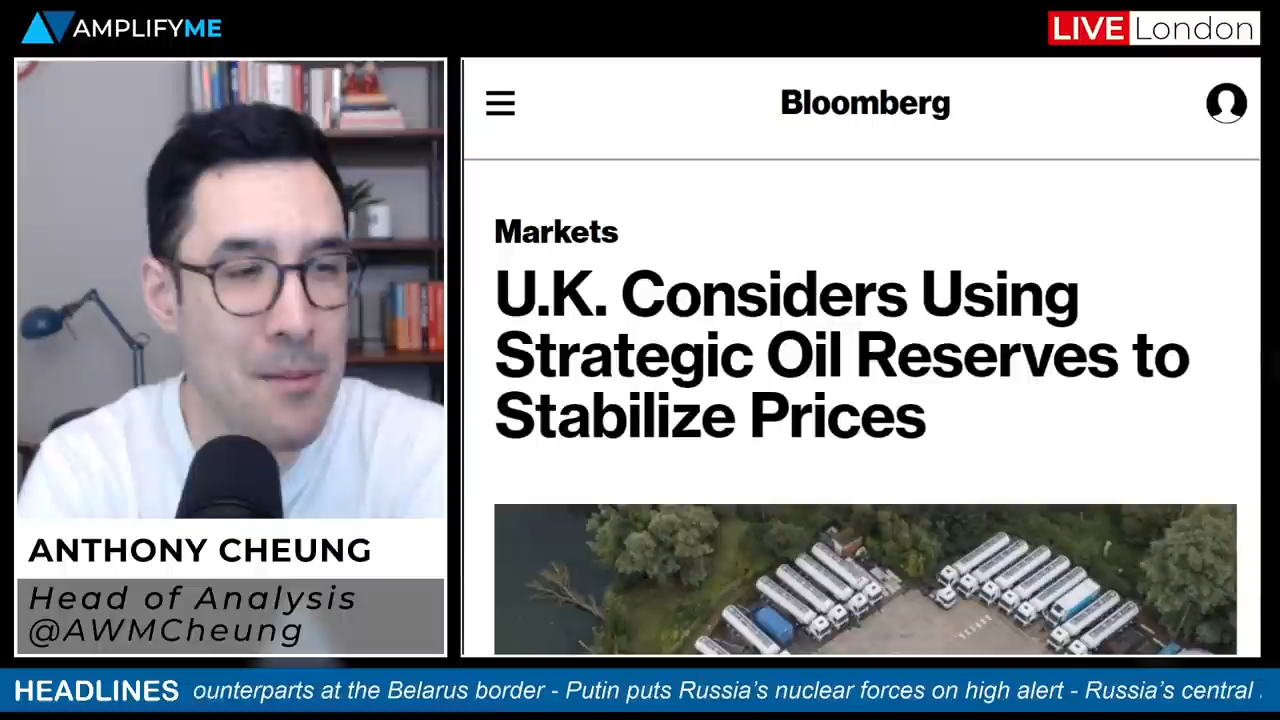 AMPLIFYME
LIVE London
Bloomberg
Markets
U.K. Considers Using
Strategic Oil Reserves to
Stabilize Prices
ANTHONY CHEUNG
Head of Analysis
@AWMCheung
HEADLINES ounterparts at the Belarus border - Putin puts Russia's nuclear forces on high alert - Russia's central